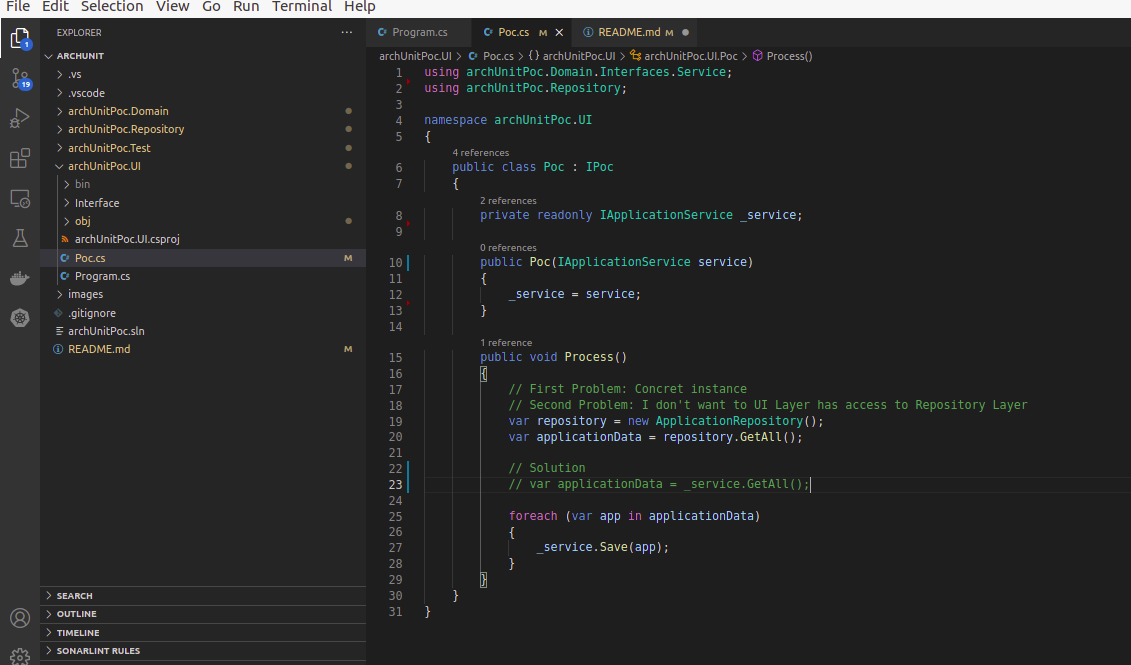 File Edit Selection View Go Run Terminal Help
EXPLORER ...
1
19
ARCHUNIT
.vs
.vscode
archUnitPoc.Domain
archUnitPoc.Repository
archUnitPoc.Test
archUnitPoc.UI
bin
Interface
obj
archUnitPoc.UI.csproj
Poc.cs M
Program.cs
images
.gitignore
archUnitPoc.sln
README.md M
SEARCH
OUTLINE
TIMELINE
SONARLINT RULES
Program.cs Poc.cs M README.md M
archUnitPoc.UI > Poc.cs > {} archUnitPoc.UI > archUnitPoc.UI.Poc > Process()
1 using archUnitPoc.Domain.Interfaces.Service;
2 using archUnitPoc.Repository;
3
4 namespace archUnitPoc.UI
5 {
4 references
6 public class Poc : IPoc
7 {
2 references
8 private readonly IApplicationService _service;
9
0 references
10 public Poc(IApplicationService service)
11 {
12 _service = service;
13 }
14
1 reference
15 public void Process()
16 {
17 // First Problem: Concret instance
18 // Second Problem: I don't want to UI Layer has access to Repository Layer
19 var repository = new ApplicationRepository();
20 var applicationData = repository.GetAll();
21
22 // Solution
23 // var applicationData = _service.GetAll();
24
25 foreach (var app in applicationData)
26 {
27 _service.Save(app);
28 }
29 }
30 }
31 }